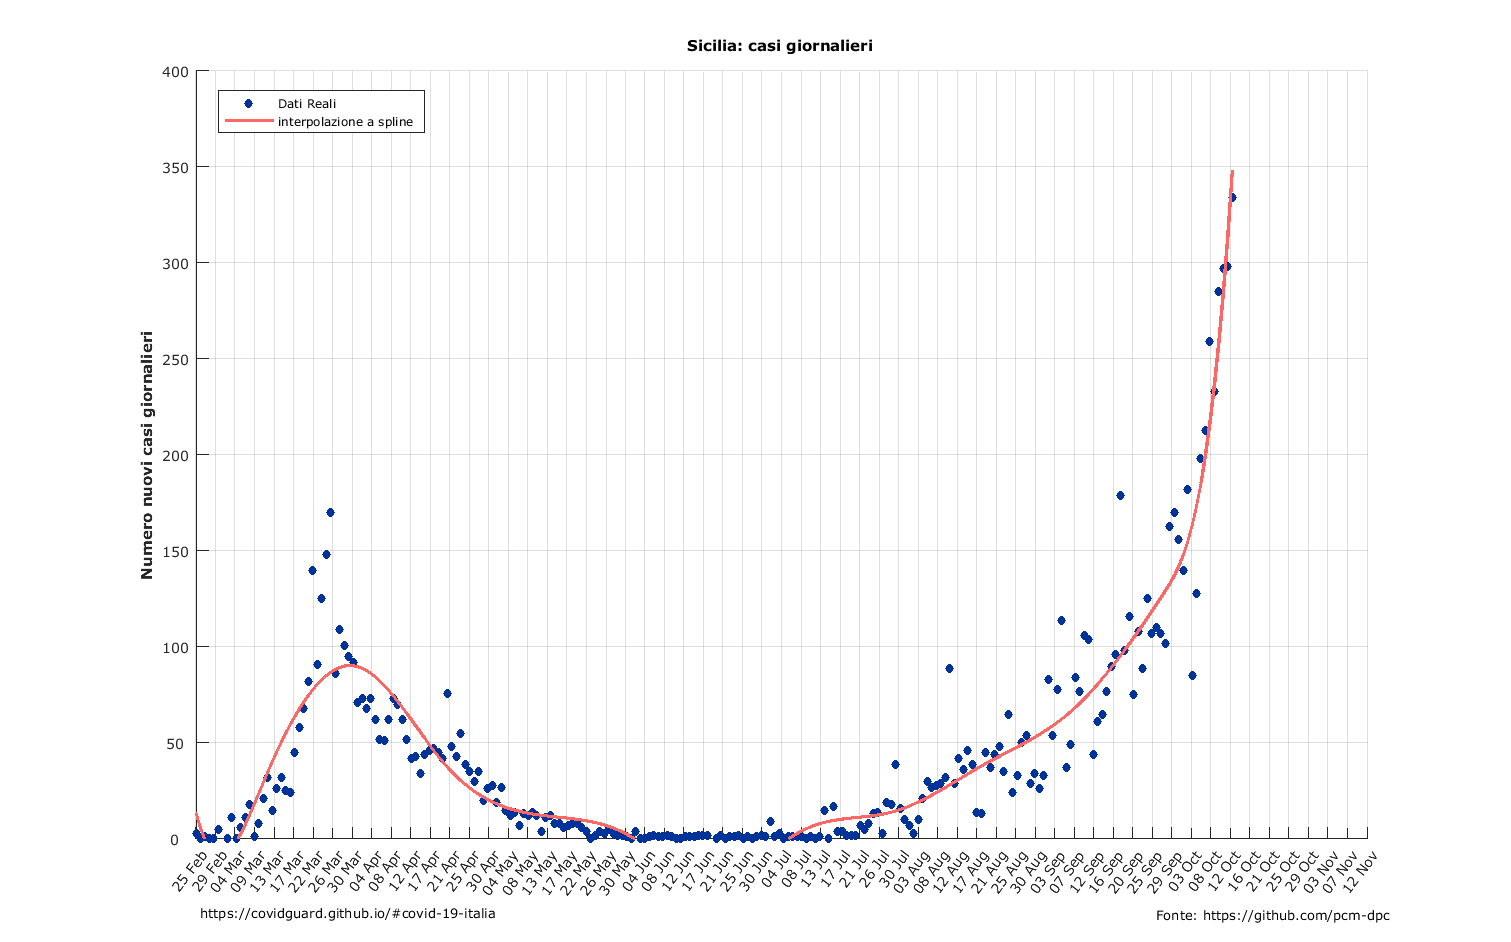 Sicilia: casi giornalieri
400
350
300
250
200
150
100
50
0
Dati Reali
interpolazione a spline
Numero nuovi casi giornalieri
25 Feb
29 Feb
04 Mar
09 Mar
13 Mar
17 Mar
22 Mar
26 Mar
30 Mar
04 Apr
08 Apr
12 Apr
17 Apr
21 Apr
25 Apr
30 Apr
04 May
08 May
13 May
17 May
22 May
26 May
30 May
04 Jun
08 Jun
12 Jun
17 Jun
21 Jun
25 Jun
30 Jun
04 Jul
08 Jul
13 Jul
17 Jul
21 Jul
26 Jul
30 Jul
03 Aug
08 Aug
12 Aug
17 Aug
21 Aug
25 Aug
30 Aug
03 Sep
07 Sep
12 Sep
16 Sep
20 Sep
25 Sep
29 Sep
03 Oct
08 Oct
12 Oct
16 Oct
21 Oct
25 Oct
29 Oct
03 Nov
07 Nov
12 Nov
https://covidguard.github.io/#covid-19-italia
Fonte: https://github.com/pcm-dpc